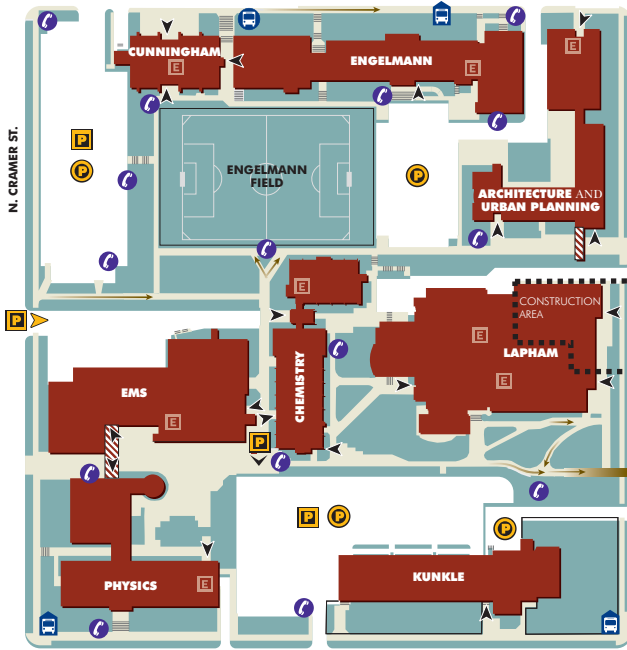 CUNNINGHAM
E
ENGELMANN
E
E
N. CRAMER ST.
P
P
P
ENGELMANN
FIELD
ARCHITECTURE AND
URBAN PLANNING
P
E
CONSTRUCTION
AREA
E
LAPHAM
E
CHEMISTRY
EMS
E
P
P
P
P
KUNKLE
PHYSICS
E